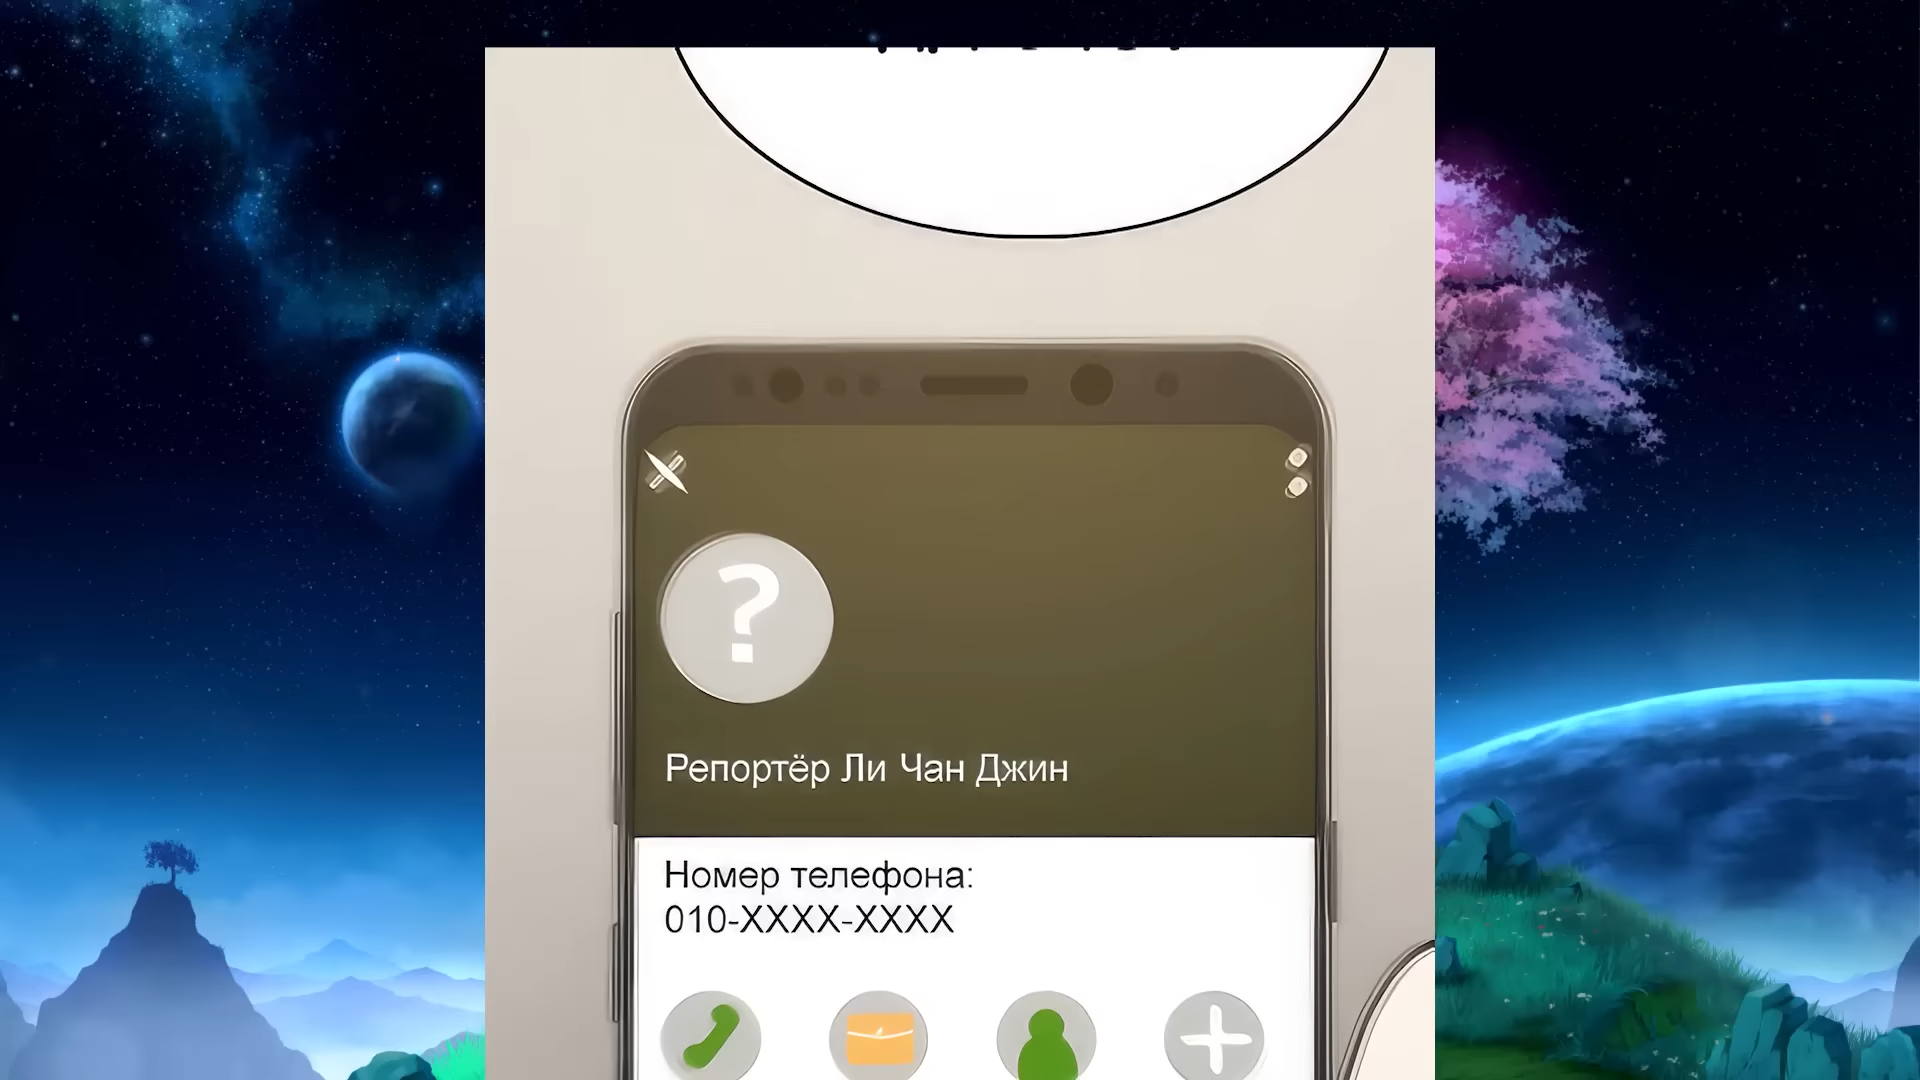 ?
Репортёр Ли Чан Джин
Номер телефона:
010-XXXX-XXXX